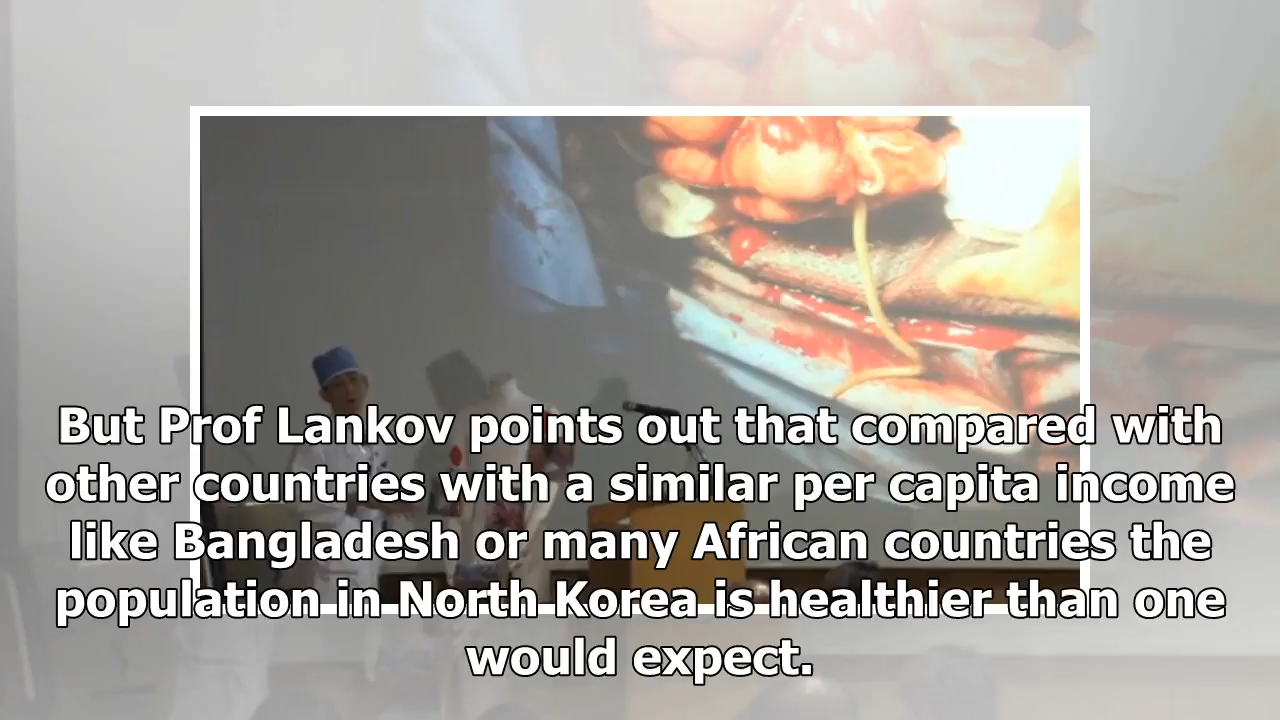 But Prof Lankov points out that compared with
other countries with a similar per capita income
like Bangladesh or many African countries the
population in North Korea is healthier than one
would expect.